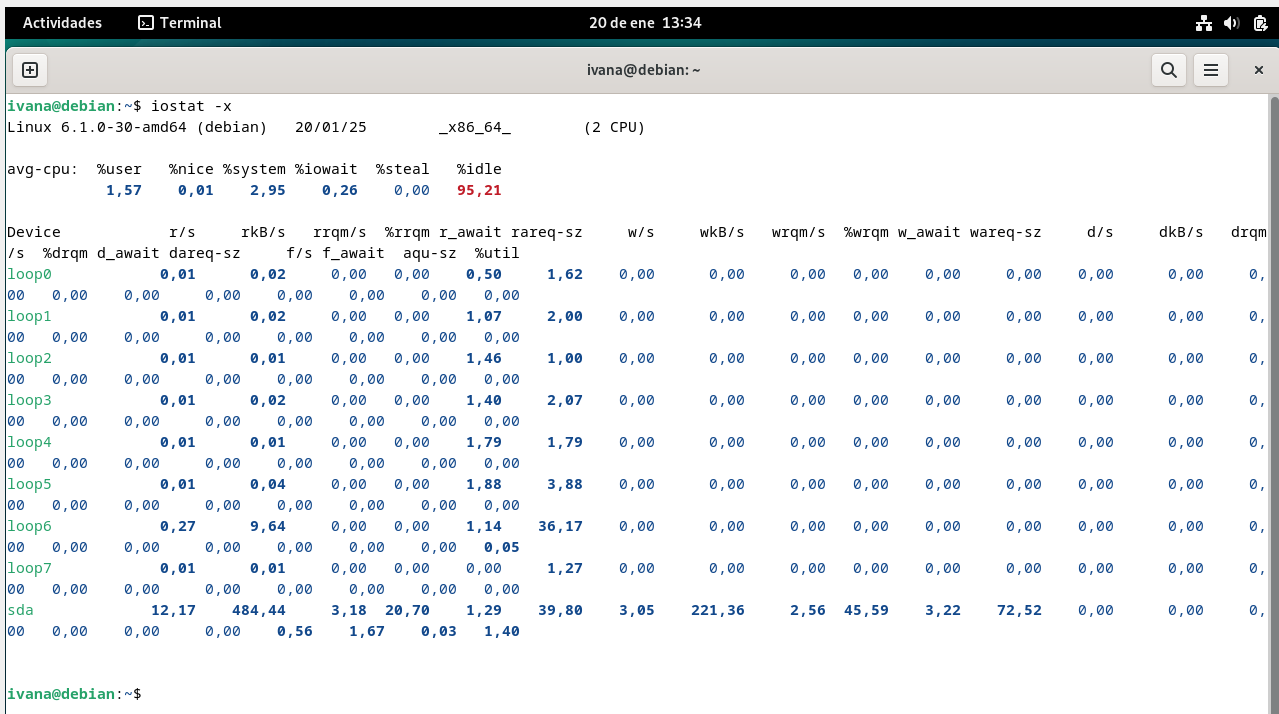 Actividades Terminal 20 de ene 13:34
ivana@debian: ~
ivana@debian:~$ iostat -x
Linux 6.1.0-30-amd64 (debian) 20/01/25 _x86_64_ (2 CPU)
avg-cpu: %user %nice %system %iowait %steal %idle
1,57 0,01 2,95 0,26 0,00 95,21
Device r/s rkB/s rrqm/s %rrqm r_await rareq-sz w/s wkB/s wrqm/s %wrqm w_await wareq-sz d/s dkB/s drqm
/s %drqm d_await dareq-sz f/s f_await aqu-sz %util
loop0 0,01 0,02 0,00 0,00 0,50 1,62 0,00 0,00 0,00 0,00 0,00 0,00 0,00 0,00 0,
00 0,00 0,00 0,00 0,00 0,00 0,00 0,00
loop1 0,01 0,02 0,00 0,00 1,07 2,00 0,00 0,00 0,00 0,00 0,00 0,00 0,00 0,00 0,
00 0,00 0,00 0,00 0,00 0,00 0,00 0,00
loop2 0,01 0,01 0,00 0,00 1,46 1,00 0,00 0,00 0,00 0,00 0,00 0,00 0,00 0,00 0,
00 0,00 0,00 0,00 0,00 0,00 0,00 0,00
loop3 0,01 0,02 0,00 0,00 1,40 2,07 0,00 0,00 0,00 0,00 0,00 0,00 0,00 0,00 0,
00 0,00 0,00 0,00 0,00 0,00 0,00 0,00
loop4 0,01 0,01 0,00 0,00 1,79 1,79 0,00 0,00 0,00 0,00 0,00 0,00 0,00 0,00 0,
00 0,00 0,00 0,00 0,00 0,00 0,00 0,00
loop5 0,01 0,04 0,00 0,00 1,88 3,88 0,00 0,00 0,00 0,00 0,00 0,00 0,00 0,00 0,
00 0,00 0,00 0,00 0,00 0,00 0,00 0,00
loop6 0,27 9,64 0,00 0,00 1,14 36,17 0,00 0,00 0,00 0,00 0,00 0,00 0,00 0,00 0,
00 0,00 0,00 0,00 0,00 0,00 0,00 0,05
loop7 0,01 0,01 0,00 0,00 0,00 1,27 0,00 0,00 0,00 0,00 0,00 0,00 0,00 0,00 0,
00 0,00 0,00 0,00 0,00 0,00 0,00 0,00
sda 12,17 484,44 3,18 20,70 1,29 39,80 3,05 221,36 2,56 45,59 3,22 72,52 0,00 0,00 0,
00 0,00 0,00 0,00 0,56 1,67 0,03 1,40
ivana@debian:~$